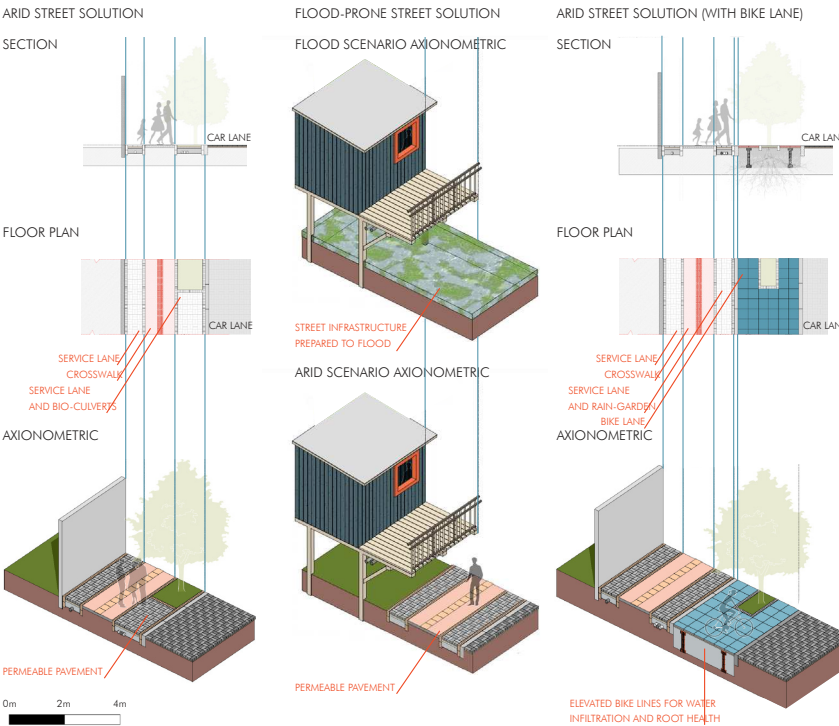 ARID STREET SOLUTION
SECTION
CAR LANE
FLOOR PLAN
CAR LANE
SERVICE LANE
CROSSWALK
SERVICE LANE
AND BIO-CULVERTS
AXIONOMETRIC
PERMEABLE PAVEMENT
0m 2m 4m
FLOOD-PRONE STREET SOLUTION
FLOOD SCENARIO AXIONOMETRIC
STREET INFRASTRUCTURE
PREPARED TO FLOOD
ARID SCENARIO AXIONOMETRIC
PERMEABLE PAVEMENT
ARID STREET SOLUTION (WITH BIKE LANE)
SECTION
CAR LANE
FLOOR PLAN
CAR LAN
SERVICE LANE
CROSSWALK
SERVICE LANE
AND RAIN-GARDEN
BIKE LANE
AXIONOMETRIC
ELEVATED BIKE LINES FOR WATER
INFILTRATION AND ROOT HEALTH